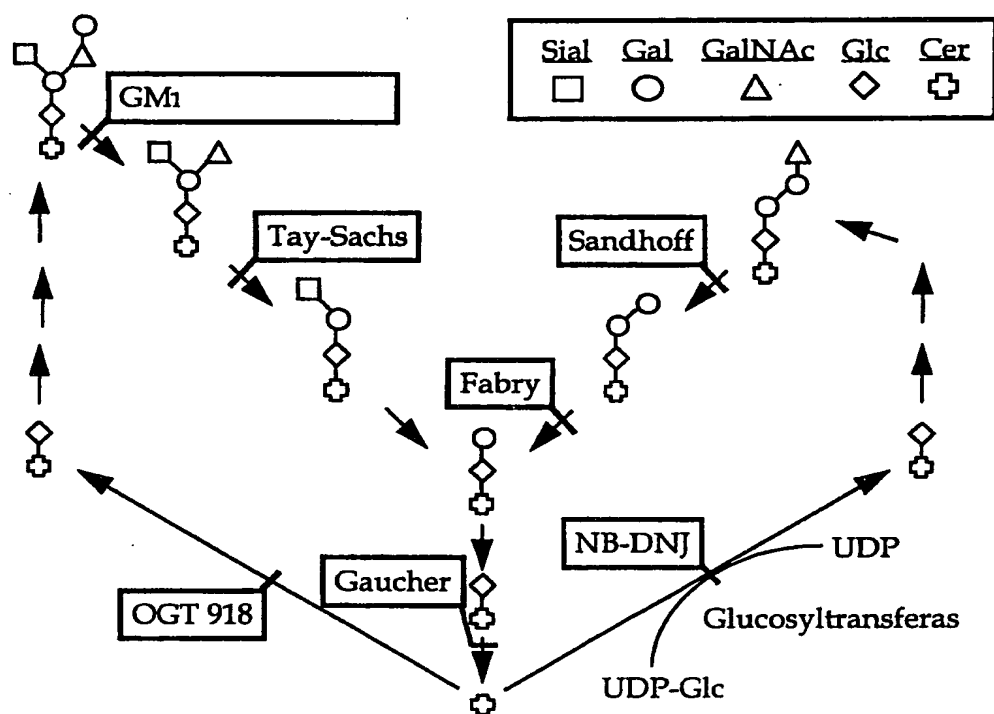 Sial Gal GalNAc Glc Cer
GM1
Tay-Sachs
Sandhoff
Fabry
NB-DNJ
UDP
Gaucher
OGT 918
Glucosyltransferas
UDP-Glc